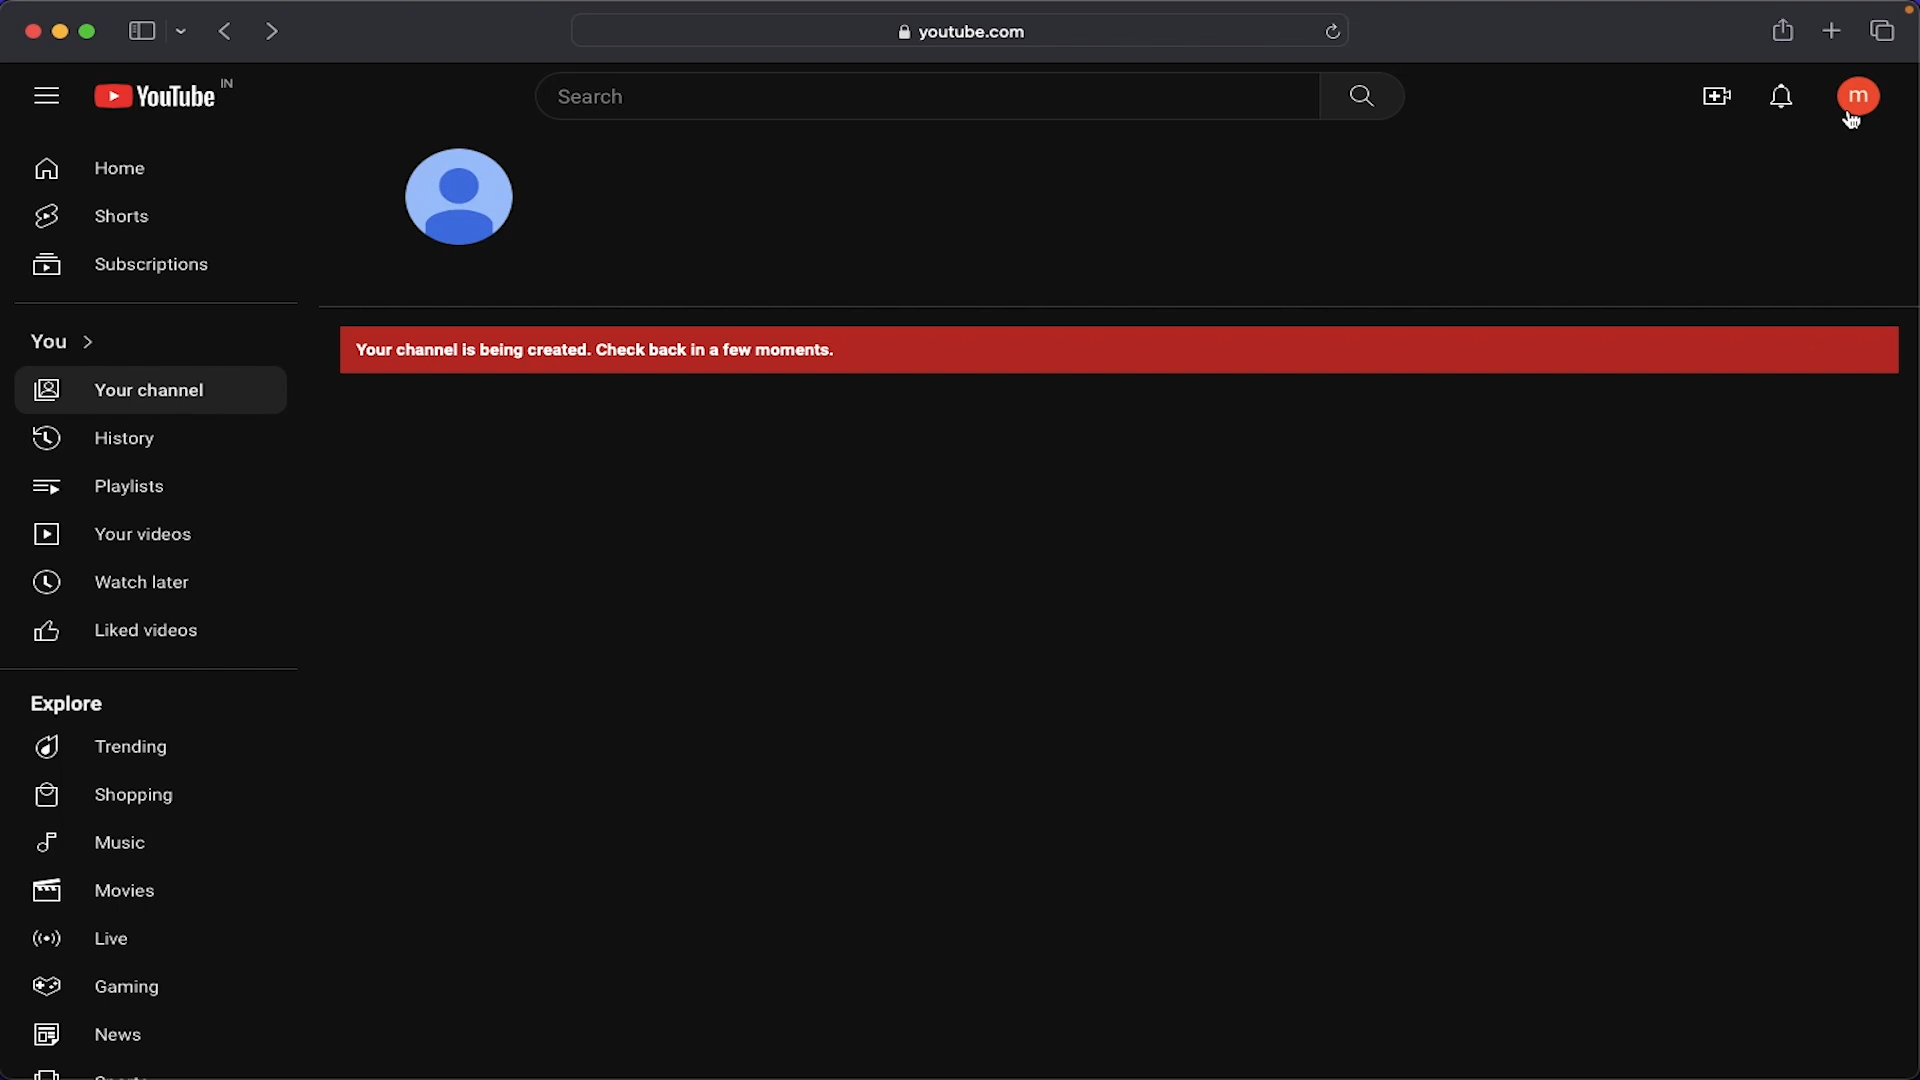 youtube.com
YouTube IN
Search
m
Home
Shorts
Subscriptions
You
Your channel is being created. Check back in a few moments.
Your channel
History
Playlists
Your videos
Watch later
Liked videos
Explore
Trending
Shopping
Music
Movies
Live
Gaming
News